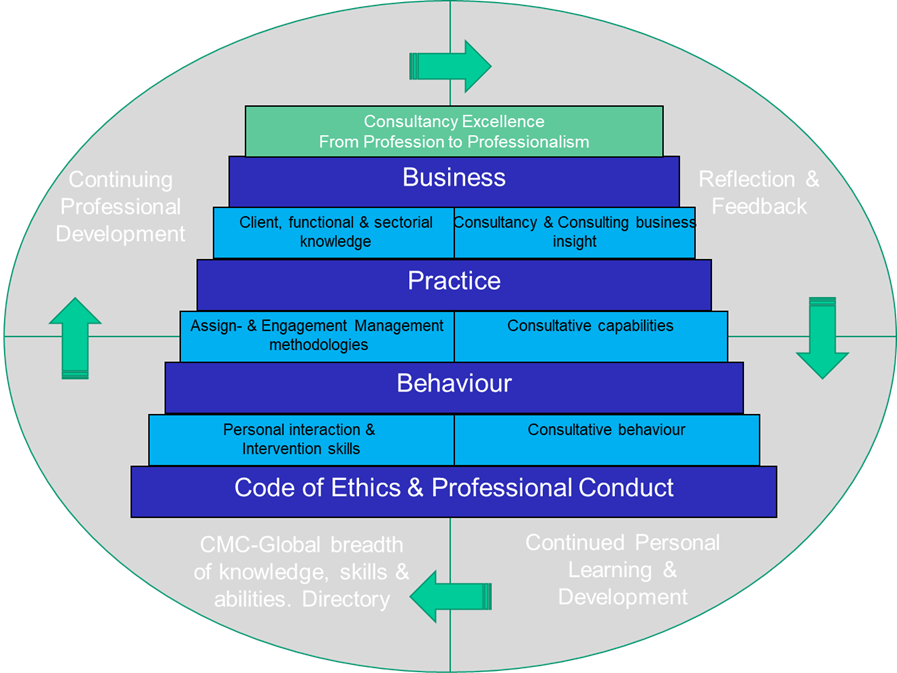 Consultancy Excellence
From Profession to Professionalism
Continuing
Professional
Development
Business
Reflection &
Feedback
Client, functional & sectorial
knowledge
Consultancy & Consulting business
insight
Practice
Assign- & Engagement Management
methodologies
Consultative capabilities
Behaviour
Personal interaction &
Intervention skills
Consultative behaviour
Code of Ethics & Professional Conduct
CMC-Global breadth
of knowledge, skills &
abilities. Directory
Continued Personal
Learning &
Development